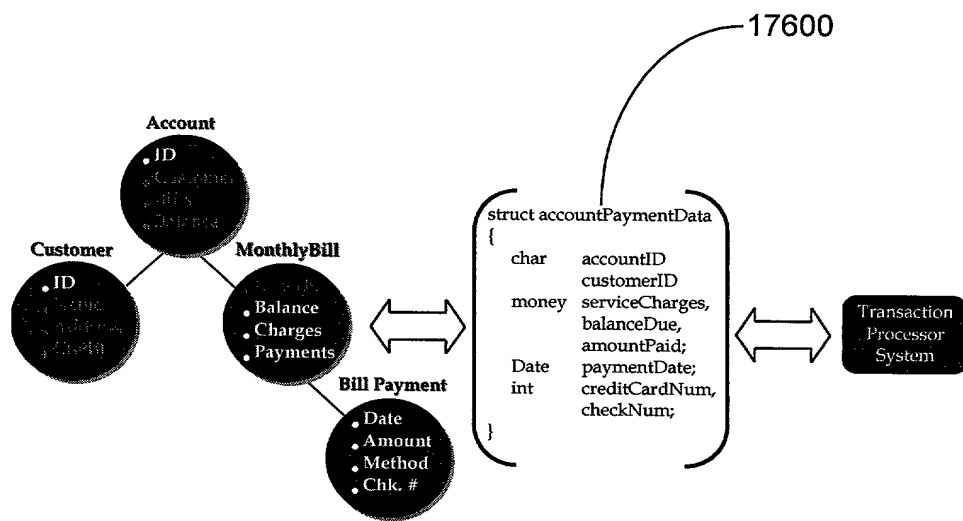 17600
Account
ID
Customer
MonthlyBill
ID
Balance
Charges
Payments
Bill Payment
Date
Amount
Method
Chk. #
struct accountPaymentData
{
char accountID
customerID
money serviceCharges,
balanceDue,
amountPaid;
Date paymentDate;
int creditCardNum,
checkNum;
}
Transaction
Processor
System